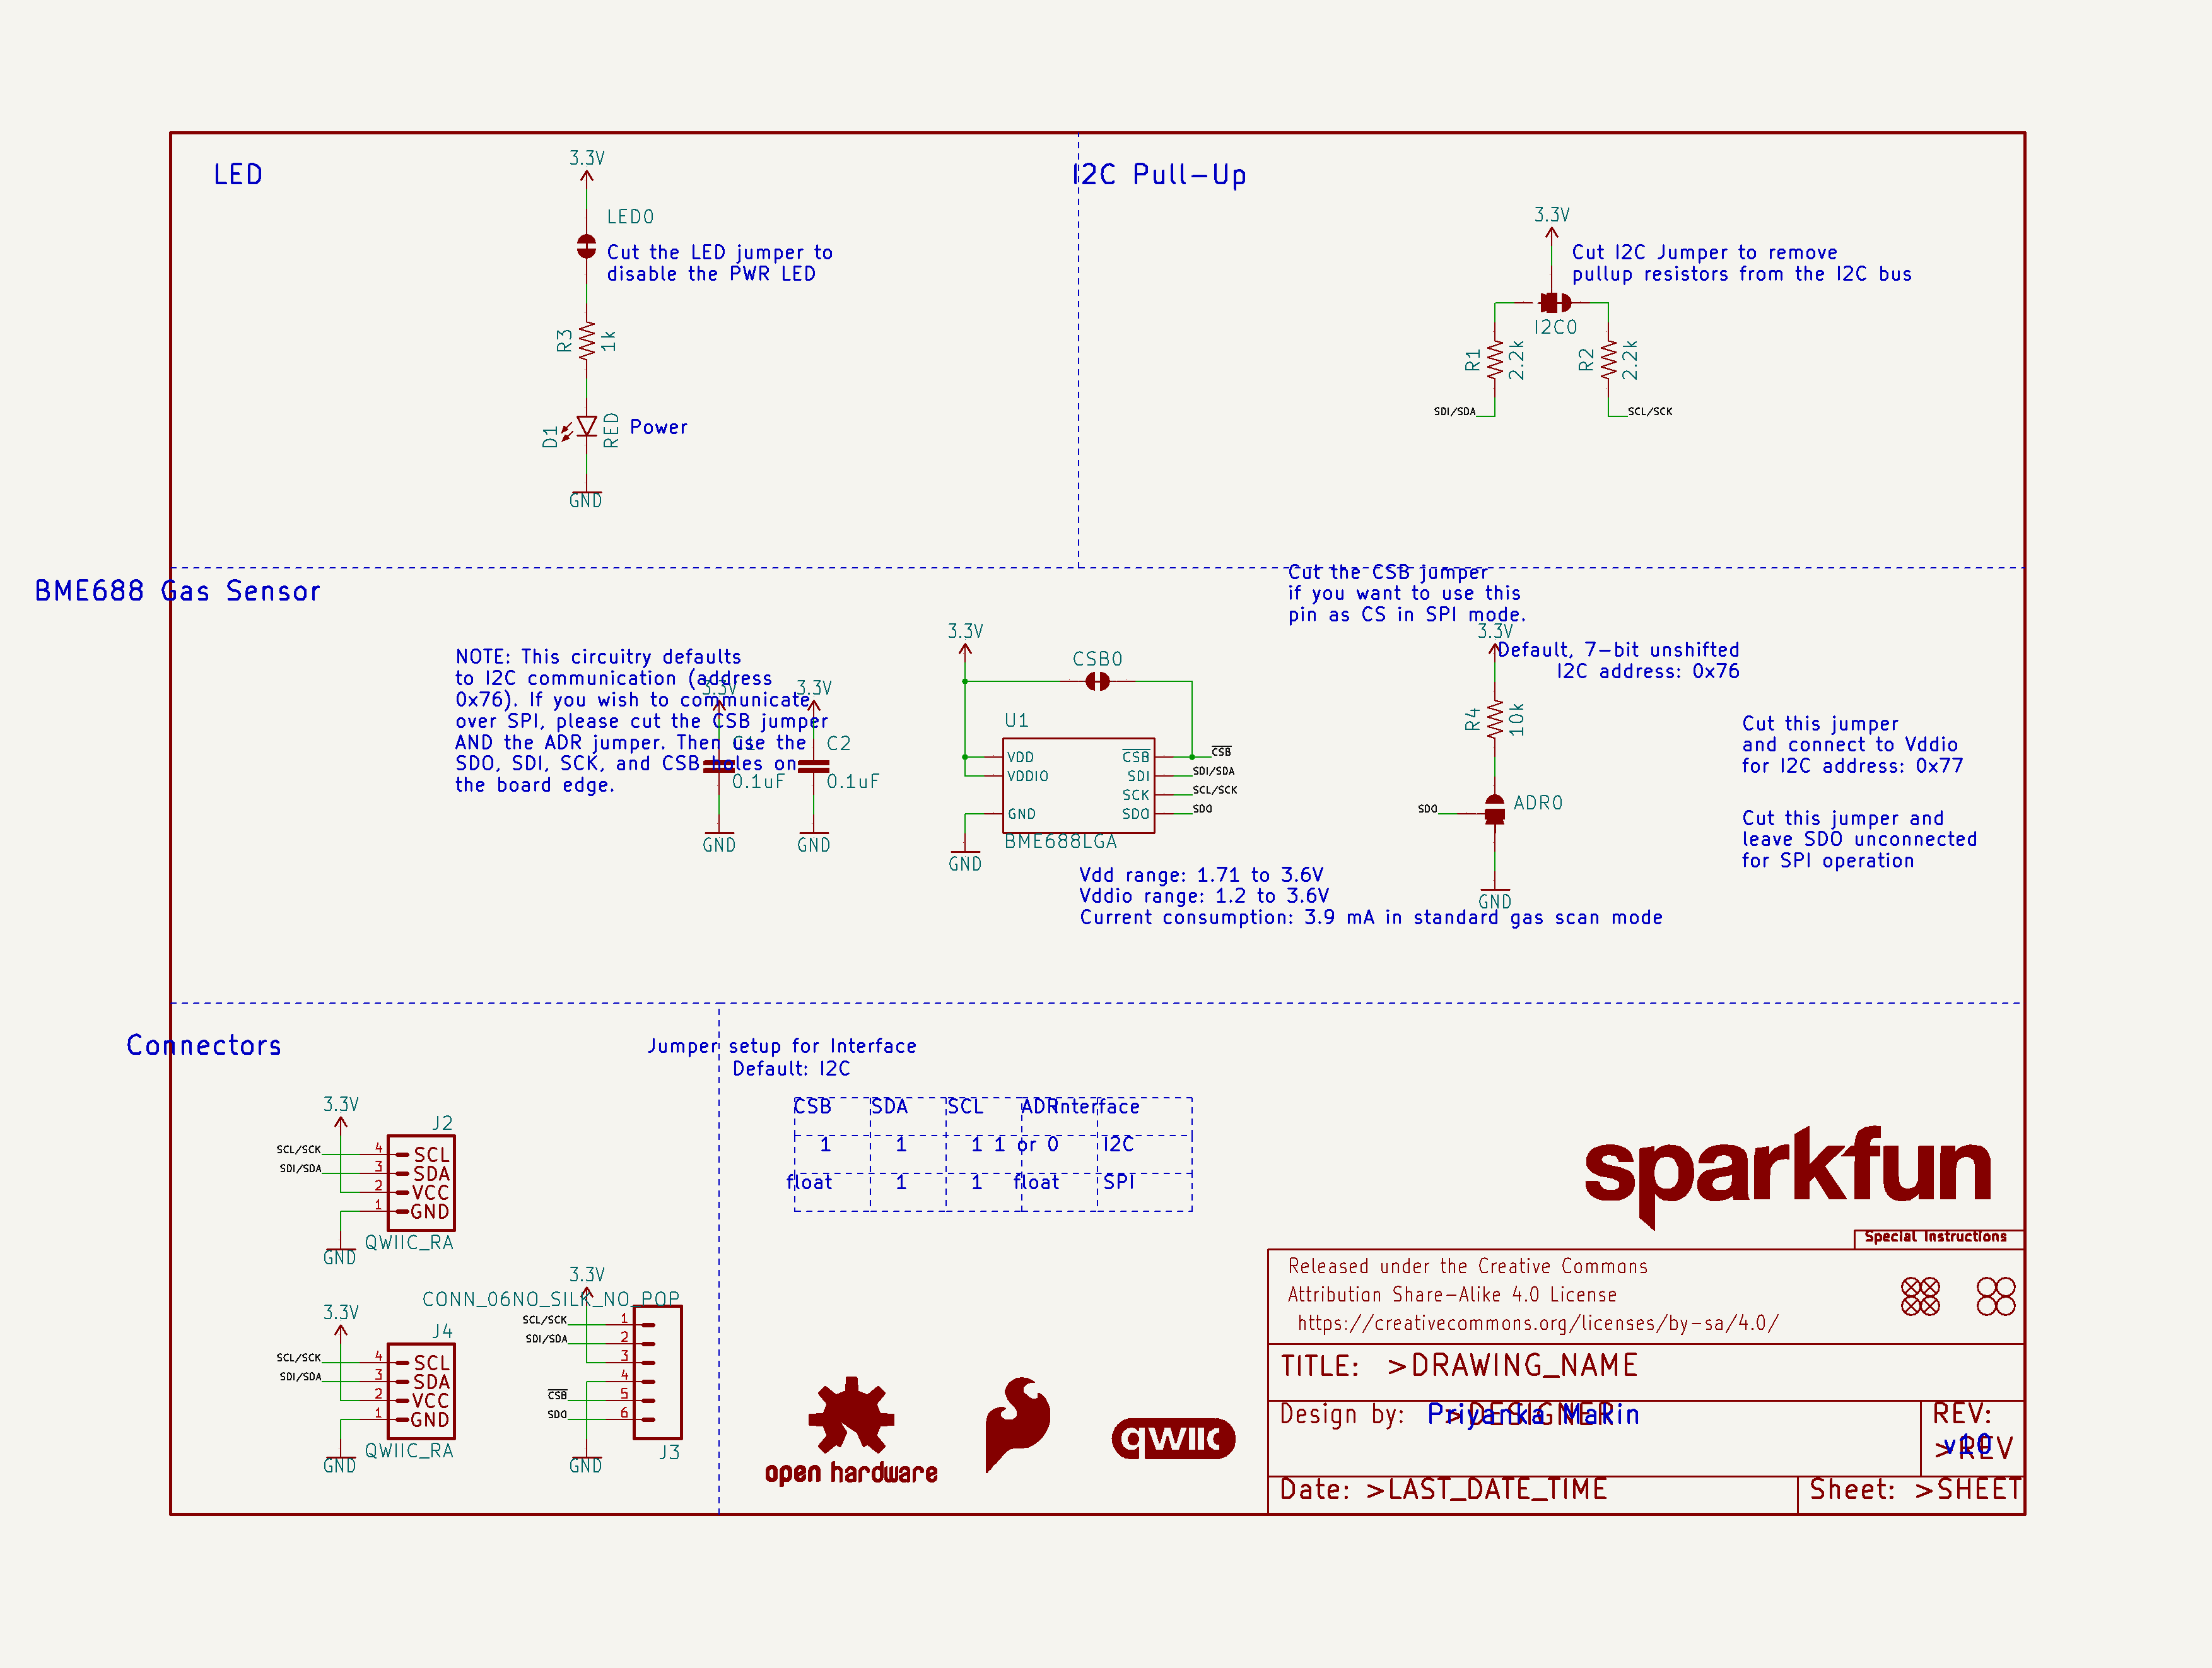 LED
3.3V
LED0
Cut the LED jumper to
disable the PWR LED
R3
1k
D1
RED
Power
GND
I2C Pull-Up
3.3V
Cut I2C Jumper to remove
pullup resistors from the I2C bus
I2C0
R1
2.2k
R2
2.2k
SDI/SDA
SCL/SCK
BME688 Gas Sensor
NOTE: This circuitry defaults
to I2C communication (address
0x76). If you wish to communicate
over SPI, please cut the CSB jumper
AND the ADR jumper. Then use the
SDO, SDI, SCK, and CSB holes on
the board edge.
3.3V
3.3V
C1
0.1uF
C2
0.1uF
GND
GND
3.3V
CSB0
U1
VDD
VDDIO
GND
CSB
SDI
SCK
SDO
CSB
SDI/SDA
SCL/SCK
SDO
BME688LGA
GND
Vdd range: 1.71 to 3.6V
Vddio range: 1.2 to 3.6V
Current consumption: 3.9 mA in standard gas scan mode
Cut the CSB jumper
if you want to use this
pin as CS in SPI mode.
3.3V
Default, 7-bit unshifted
I2C address: 0x76
R4
10k
SDO
ADR0
GND
Cut this jumper
and connect to Vddio
for I2C address: 0x77
Cut this jumper and
leave SDO unconnected
for SPI operation
Connectors
3.3V
J2
SCL/SCK
SDI/SDA
4
3
2
1
SCL
SDA
VCC
GND
GND
QWIIC_RA
3.3V
J4
SCL/SCK
SDI/SDA
4
3
2
1
SCL
SDA
VCC
GND
GND
QWIIC_RA
3.3V
CONN_06NO_SILK_NO_POP
SCL/SCK
SDI/SDA
CSB
SDO
1
2
3
4
5
6
GND
J3
Jumper setup for Interface
Default: I2C
CSB SDA SCL ADR Interface
1 1 1 1 or 0 I2C
float 1 1 float SPI
open hardware
qwiic
sparkfun
Special Instructions
Released under the Creative Commons
Attribution Share-Alike 4.0 License
https://creativecommons.org/licenses/by-sa/4.0/
TITLE: >DRAWING_NAME
Design by: >DESIGNER
Priyanka Makin
REV:
>REV
v10
Date: >LAST_DATE_TIME
Sheet: >SHEET